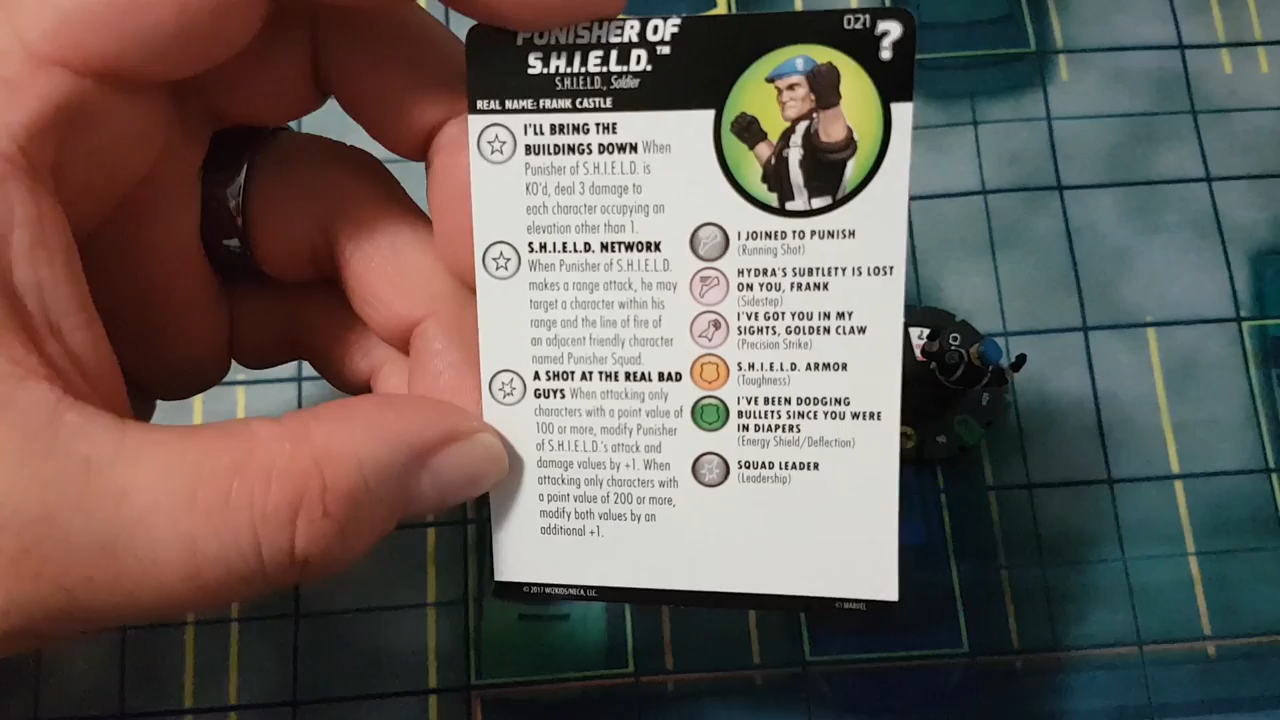 PUNISHER OF
S.H.I.E.L.D.™
S.H.I.E.L.D., Soldier
021
?
REAL NAME: FRANK CASTLE
I'LL BRING THE
BUILDINGS DOWN When
Punisher of S.H.I.E.L.D. is
KO'd, deal 3 damage to
each character occupying an
elevation other than 1.
S.H.I.E.L.D. NETWORK
When Punisher of S.H.I.E.L.D.
makes a range attack, he may
target a character within his
range and the line of fire of
an adjacent friendly character
named Punisher Squad.
A SHOT AT THE REAL BAD
GUYS When attacking only
characters with a point value of
100 or more, modify Punisher
of S.H.I.E.L.D.'s attack and
damage values by +1. When
attacking only characters with
a point value of 200 or more,
modify both values by an
additional +1.
I JOINED TO PUNISH
(Running Shot)
HYDRA'S SUBTLETY IS LOST
ON YOU, FRANK
(Sidestep)
I'VE GOT YOU IN MY
SIGHTS, GOLDEN CLAW
(Precision Strike)
S.H.I.E.L.D. ARMOR
(Toughness)
I'VE BEEN DODGING
BULLETS SINCE YOU WERE
IN DIAPERS
(Energy Shield/Deflection)
SQUAD LEADER
(Leadership)
© 2017 WIZKIDS/NECA, LLC.
© MARVEL